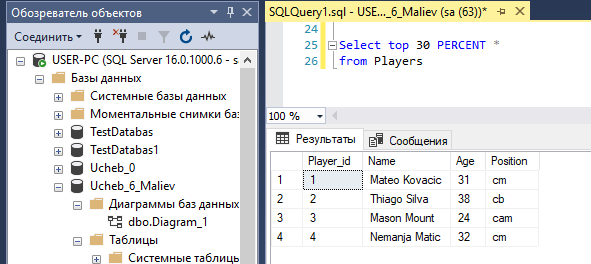 Обозреватель объектов
Соединить
USER-PC (SQL Server 16.0.1000.6 - sa
Базы данных
Системные базы данных
Моментальные снимки баз
TestDatabas
TestDatabas1
Ucheb_0
Ucheb_6_Maliev
Диаграммы баз данных
dbo.Diagram_1
Таблицы
Системные таблицы
SQLQuery1.sql - USE..._6_Maliev (sa (63))*
24
25 Select top 30 PERCENT *
26 from Players
100 %
Результаты Сообщения
Player_id Name Age Position
1 1 Mateo Kovacic 31 cm
2 2 Thiago Silva 38 cb
3 3 Mason Mount 24 cam
4 4 Nemanja Matic 32 cm